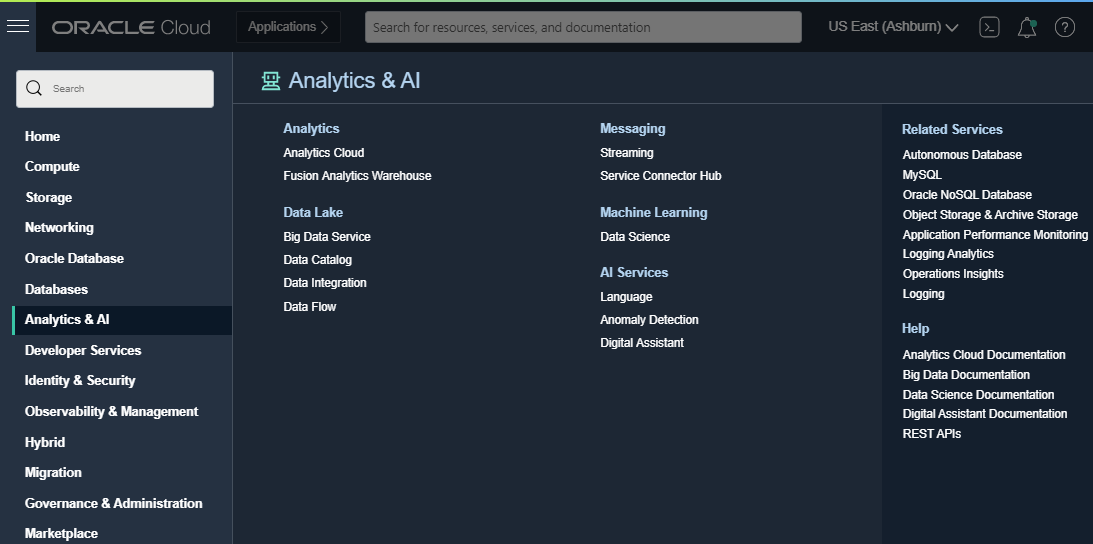 ORACLE Cloud
Applications
Search for resources, services, and documentation
US East (Ashburn)
Search
Home
Compute
Storage
Networking
Oracle Database
Databases
Analytics & AI
Developer Services
Identity & Security
Observability & Management
Hybrid
Migration
Governance & Administration
Marketplace
Analytics & AI
Analytics
Analytics Cloud
Fusion Analytics Warehouse
Data Lake
Big Data Service
Data Catalog
Data Integration
Data Flow
Messaging
Streaming
Service Connector Hub
Machine Learning
Data Science
AI Services
Language
Anomaly Detection
Digital Assistant
Related Services
Autonomous Database
MySQL
Oracle NoSQL Database
Object Storage & Archive Storage
Application Performance Monitoring
Logging Analytics
Operations Insights
Logging
Help
Analytics Cloud Documentation
Big Data Documentation
Data Science Documentation
Digital Assistant Documentation
REST APIs